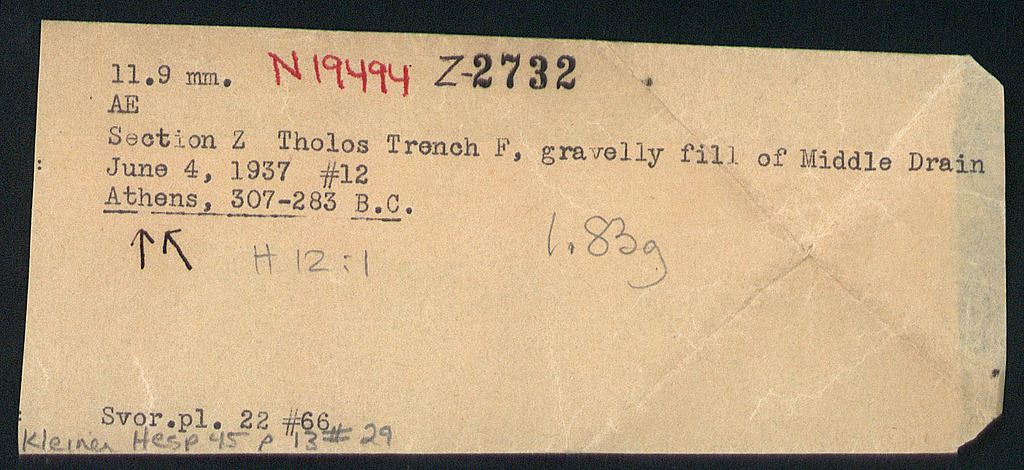 11.9 mm. N19494 Z-2732
AE
Section Z Tholos Trench F, gravelly fill of Middle Drain
June 4, 1937 #12
Athens, 307-283 B.C.
↑↖
H 12:1 1.83g
Svor.pl. 22 #66
Kleiner Hesp 45 p 13 # 29